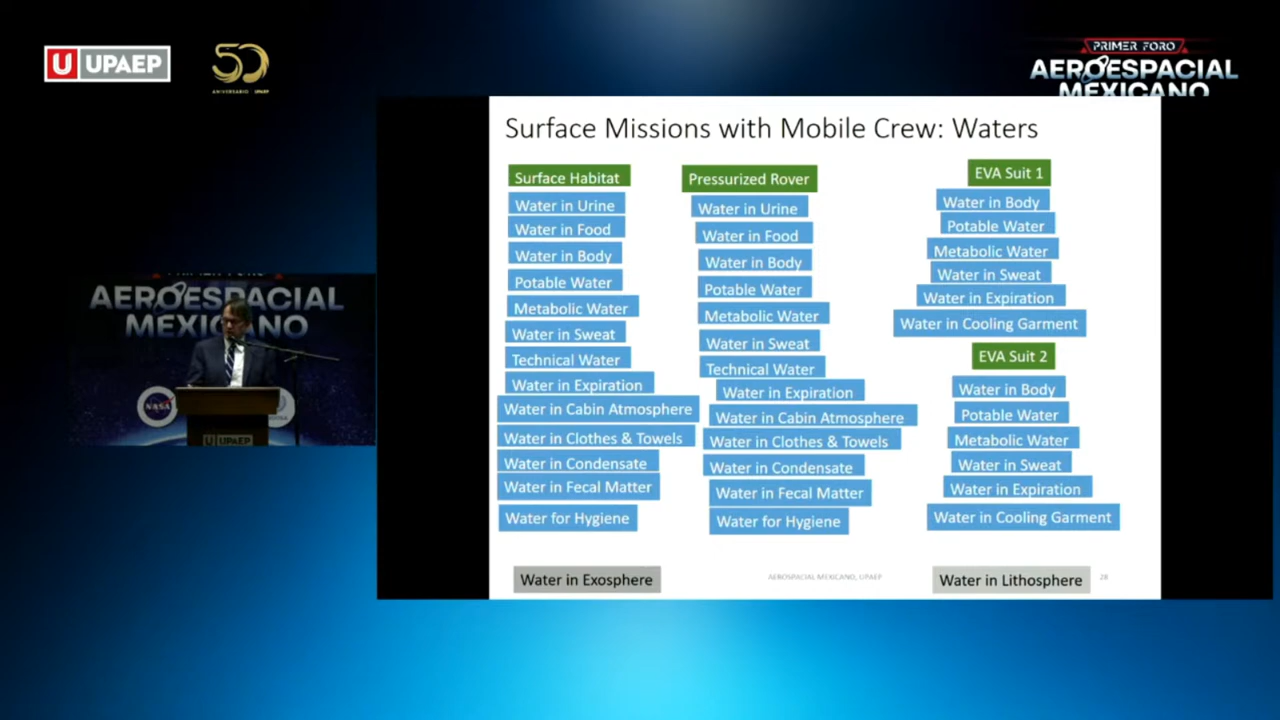 UPAEP
50
ANIVERSARIO UPAEP
PRIMER FORO
AEROESPACIAL
MEXICANO
Surface Missions with Mobile Crew: Waters
Surface Habitat
Water in Urine
Water in Food
Water in Body
Potable Water
Metabolic Water
Water in Sweat
Technical Water
Water in Expiration
Water in Cabin Atmosphere
Water in Clothes & Towels
Water in Condensate
Water in Fecal Matter
Water for Hygiene
Pressurized Rover
Water in Urine
Water in Food
Water in Body
Potable Water
Metabolic Water
Water in Sweat
Technical Water
Water in Expiration
Water in Cabin Atmosphere
Water in Clothes & Towels
Water in Condensate
Water in Fecal Matter
Water for Hygiene
EVA Suit 1
Water in Body
Potable Water
Metabolic Water
Water in Sweat
Water in Expiration
Water in Cooling Garment
EVA Suit 2
Water in Body
Potable Water
Metabolic Water
Water in Sweat
Water in Expiration
Water in Cooling Garment
Water in Exosphere
AEROSPACIAL MEXICANO, UPAEP
Water in Lithosphere
28
AEROESPACIAL
MEXICANO
NASA
UPAEP